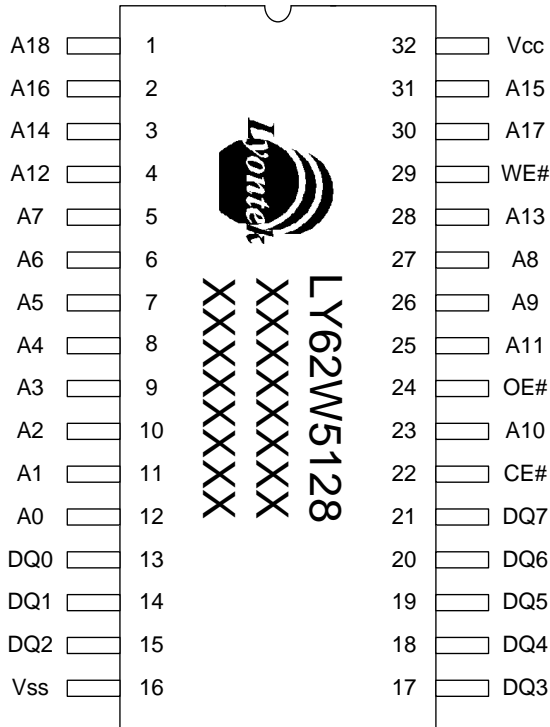 A18 1 32 Vcc
A16 2 31 A15
A14 3 30 A17
A12 4 29 WE#
A7 5 28 A13
A6 6 27 A8
A5 7 26 A9
A4 8 25 A11
A3 9 24 OE#
A2 10 23 A10
A1 11 22 CE#
A0 12 21 DQ7
DQ0 13 20 DQ6
DQ1 14 19 DQ5
DQ2 15 18 DQ4
Vss 16 17 DQ3
Lyontek
LY62W5128
XXXXXXXX
XXXXXXXX